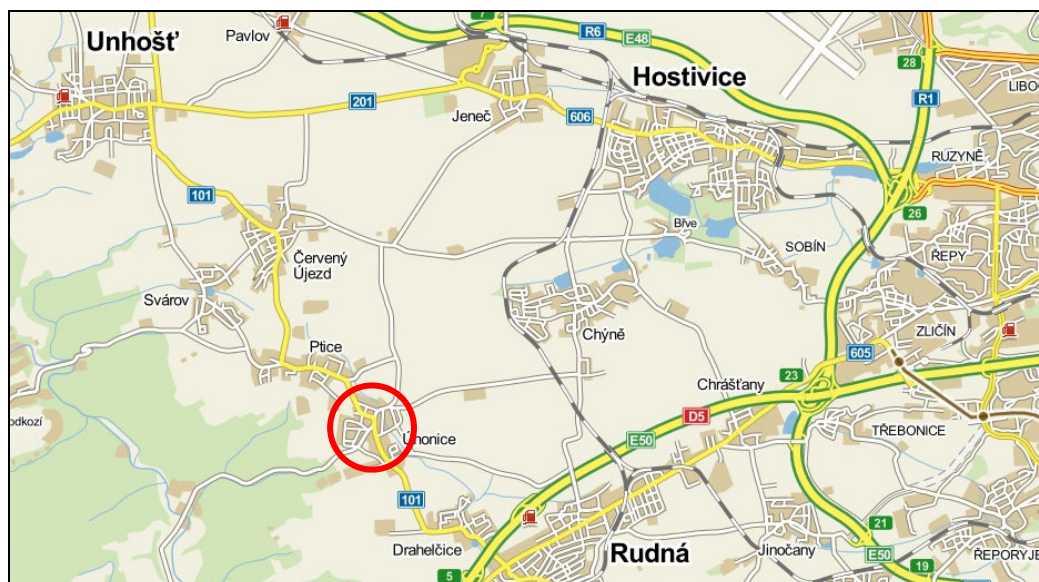 7
Unhošť
Pavlov
R6
E48
Hostivice
28
LIBOC
R1
201
Jeneč
606
RUZYNĚ
101
26
Břve
SOBÍN
ŘEPY
Červený
Újezd
Svárov
Chýně
ZLIČÍN
Ptice
605
23
Chrášťany
D5
odkozí
Úhonice
E50
TŘEBONICE
101
21
Drahelčice
Rudná
Jinočany
E50
ŘEPORYJE
5
19